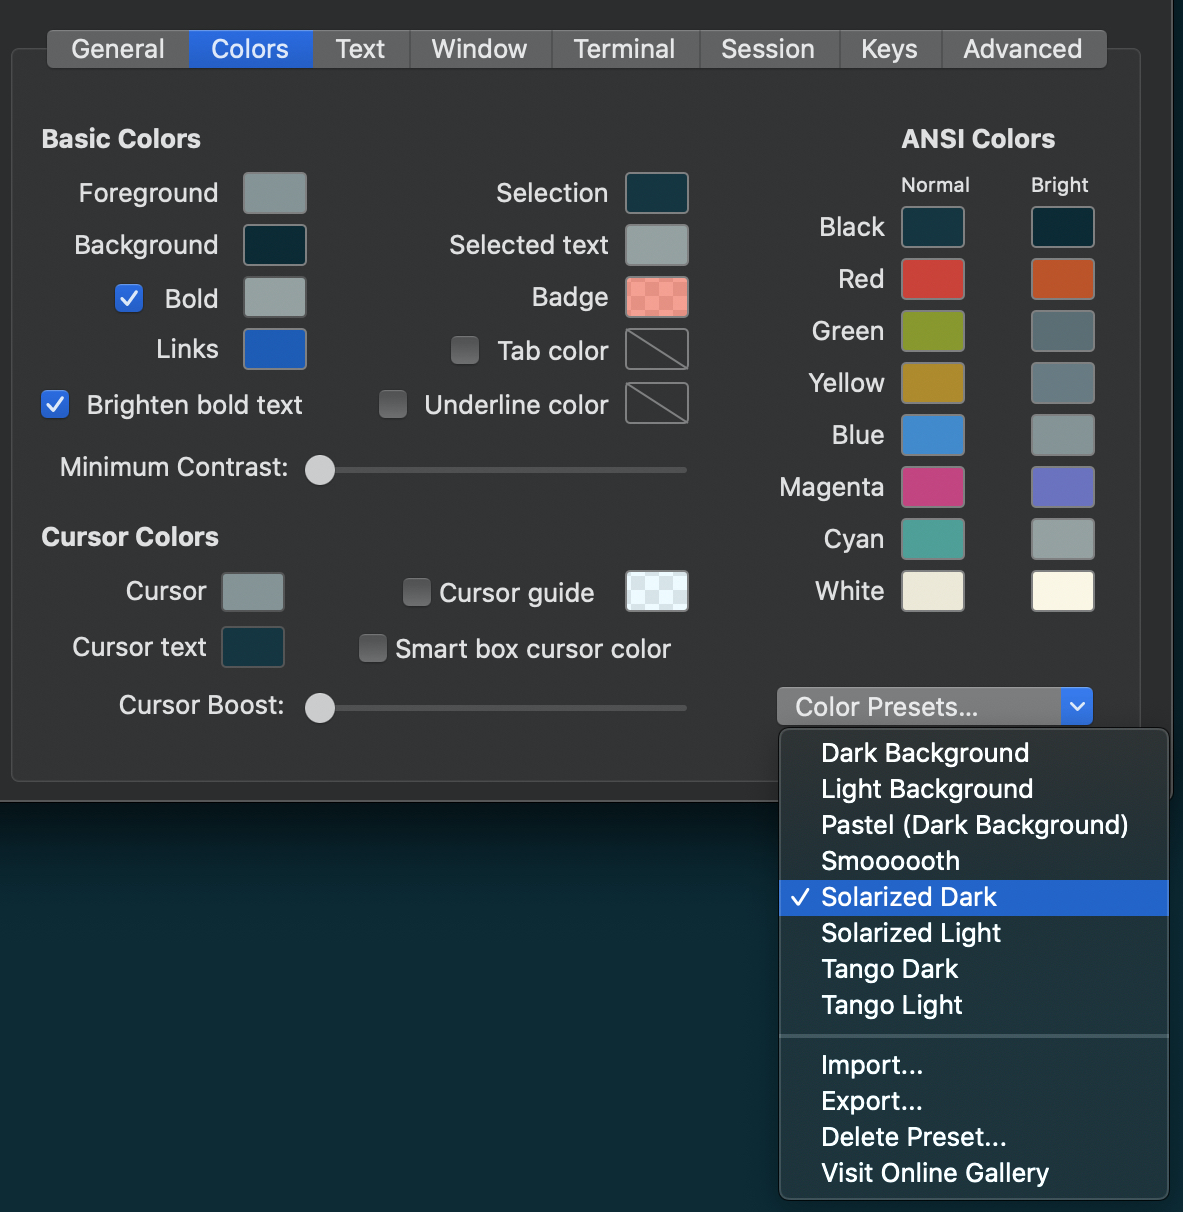 General Colors Text Window Terminal Session Keys Advanced
Basic Colors
Foreground
Background
Bold
Links
Brighten bold text
Selection
Selected text
Badge
Tab color
Underline color
Minimum Contrast:
Cursor Colors
Cursor
Cursor text
Cursor guide
Smart box cursor color
Cursor Boost:
ANSI Colors
Normal Bright
Black
Red
Green
Yellow
Blue
Magenta
Cyan
White
Color Presets...
Dark Background
Light Background
Pastel (Dark Background)
Smoooooth
Solarized Dark
Solarized Light
Tango Dark
Tango Light
Import...
Export...
Delete Preset...
Visit Online Gallery